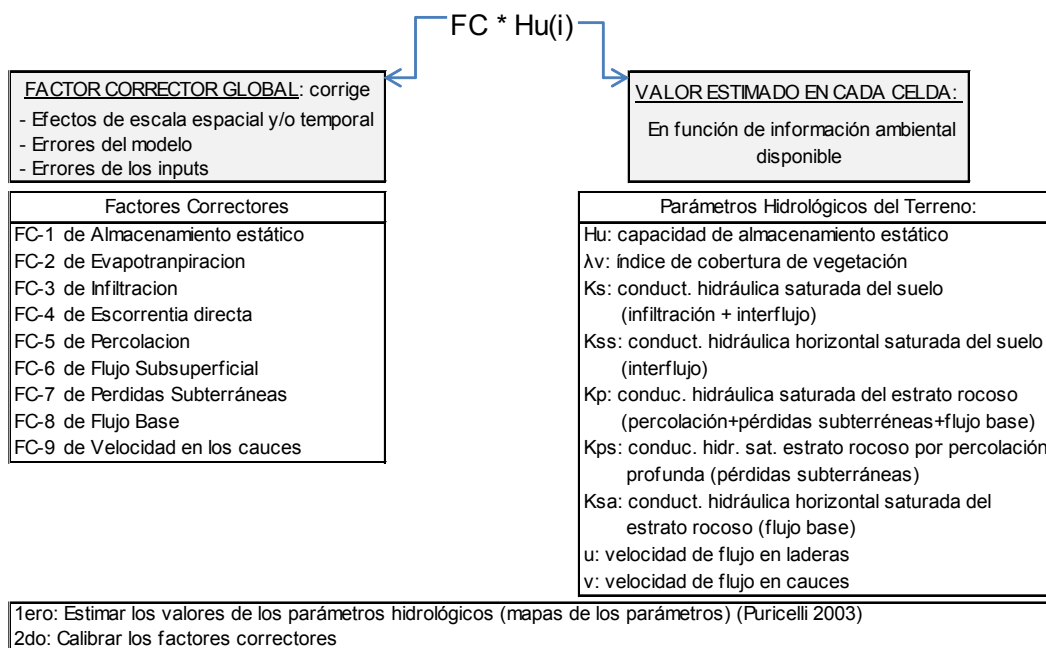 FC * Hu(i)
FACTOR CORRECTOR GLOBAL: corrige
- Efectos de escala espacial y/o temporal
- Errores del modelo
- Errores de los inputs
VALOR ESTIMADO EN CADA CELDA:
En función de información ambiental
disponible
Factores Correctores
FC-1 de Almacenamiento estático
FC-2 de Evapotranpiracion
FC-3 de Infiltracion
FC-4 de Escorrentia directa
FC-5 de Percolacion
FC-6 de Flujo Subsuperficial
FC-7 de Perdidas Subterráneas
FC-8 de Flujo Base
FC-9 de Velocidad en los cauces
Parámetros Hidrológicos del Terreno:
Hu: capacidad de almacenamiento estático
λv: índice de cobertura de vegetación
Ks: conduct. hidráulica saturada del suelo
(infiltración + interflujo)
Kss: conduct. hidráulica horizontal saturada del suelo
(interflujo)
Kp: conduc. hidráulica saturada del estrato rocoso
(percolación+pérdidas subterréneas+flujo base)
Kps: conduc. hidr. sat. estrato rocoso por percolación
profunda (pérdidas subterráneas)
Ksa: conduct. hidráulica horizontal saturada del
estrato rocoso (flujo base)
u: velocidad de flujo en laderas
v: velocidad de flujo en cauces
1ero: Estimar los valores de los parámetros hidrológicos (mapas de los parámetros) (Puricelli 2003)
2do: Calibrar los factores correctores